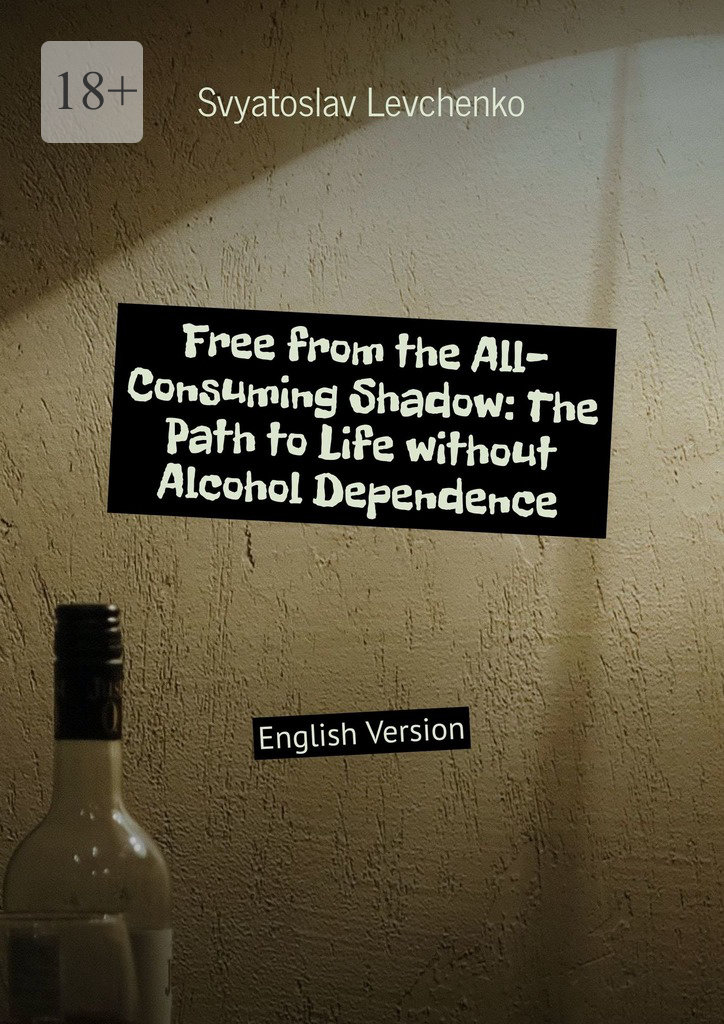 18+
Svyatoslav Levchenko
Free from the All-
Consuming Shadow: The
Path to Life without
Alcohol Dependence
English Version